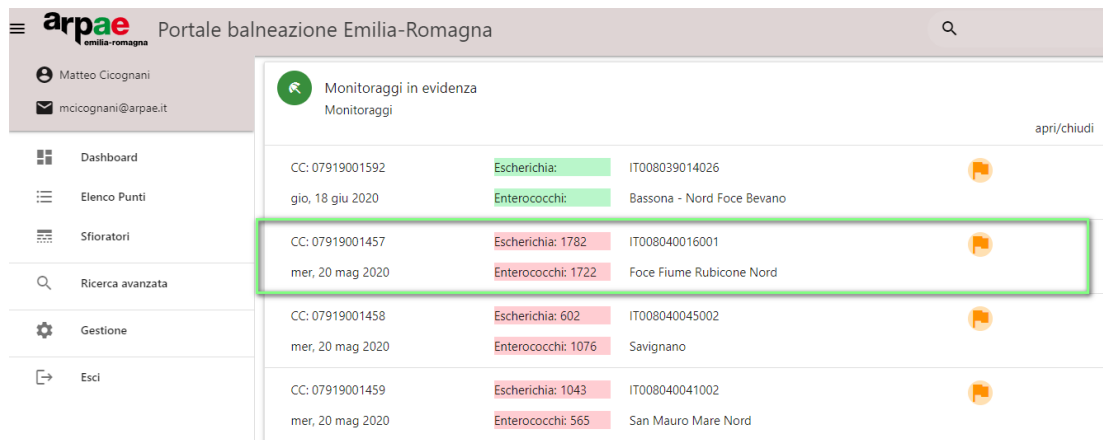 arpae
emilia-romagna
Portale balneazione Emilia-Romagna
Matteo Cicognani
mcicognani@arpae.it
Dashboard
Elenco Punti
Sfioratori
Ricerca avanzata
Gestione
Esci
Monitoraggi in evidenza
Monitoraggi
apri/chiudi
CC: 07919001592 Escherichia: IT008039014026
gio, 18 giu 2020 Enterococchi: Bassona - Nord Foce Bevano
CC: 07919001457 Escherichia: 1782 IT008040016001
mer, 20 mag 2020 Enterococchi: 1722 Foce Fiume Rubicone Nord
CC: 07919001458 Escherichia: 602 IT008040045002
mer, 20 mag 2020 Enterococchi: 1076 Savignano
CC: 07919001459 Escherichia: 1043 IT008040041002
mer, 20 mag 2020 Enterococchi: 565 San Mauro Mare Nord